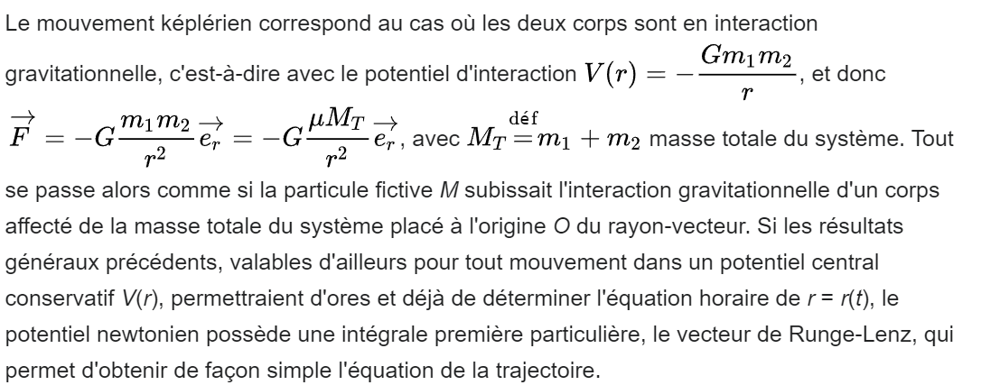 Le mouvement képlérien correspond au cas où les deux corps sont en interaction
gravitationnelle, c'est-à-dire avec le potentiel d'interaction $V(r) = -\dfrac{Gm_1m_2}{r}$, et donc
$\overrightarrow{F} = -G\dfrac{m_1m_2}{r^2}\overrightarrow{e_r} = -G\dfrac{\mu M_T}{r^2}\overrightarrow{e_r}$, avec $M_T \overset{\text{déf}}{=} m_1 + m_2$ masse totale du système. Tout
se passe alors comme si la particule fictive M subissait l'interaction gravitationnelle d'un corps
affecté de la masse totale du système placé à l'origine O du rayon-vecteur. Si les résultats
généraux précédents, valables d'ailleurs pour tout mouvement dans un potentiel central
conservatif V(r), permettraient d'ores et déjà de déterminer l'équation horaire de r = r(t), le
potentiel newtonien possède une intégrale première particulière, le vecteur de Runge-Lenz, qui
permet d'obtenir de façon simple l'équation de la trajectoire.